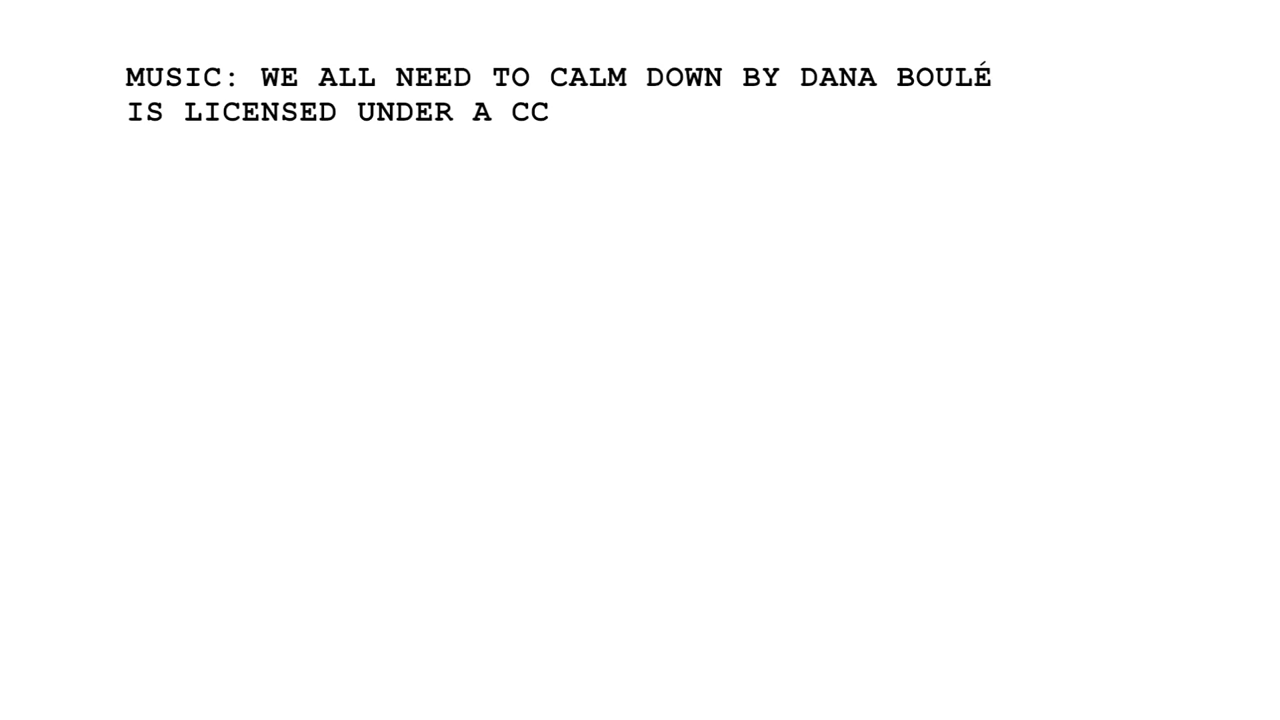 MUSIC: WE ALL NEED TO CALM DOWN BY DANA BOULÉ
IS LICENSED UNDER A CC